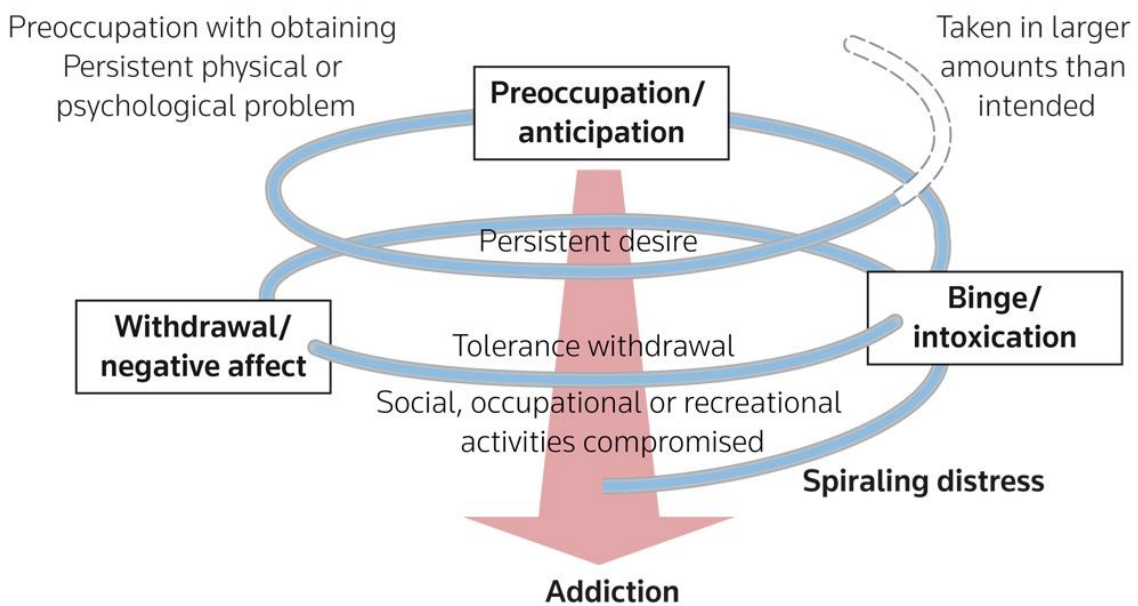 Preoccupation with obtaining
Persistent physical or
psychological problem
Preoccupation/
anticipation
Taken in larger
amounts than
intended
Persistent desire
Withdrawal/
negative affect
Binge/
intoxication
Tolerance withdrawal
Social, occupational or recreational
activities compromised
Spiraling distress
Addiction